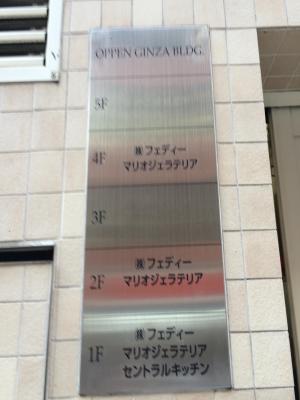 OPPEN GINZA BLDG.
5F
4F ㈱フェディー
マリオジェラテリア
3F
2F ㈱フェディー
マリオジェラテリア
1F ㈱フェディー
マリオジェラテリア
セントラルキッチン